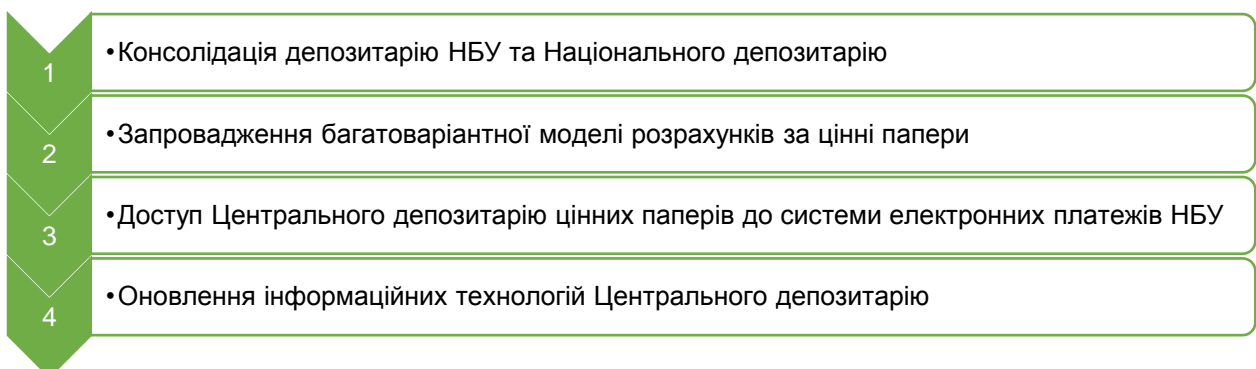 1
•Консолідація депозитарію НБУ та Національного депозитарію
2
•Запровадження багатоваріантної моделі розрахунків за цінні папери
3
•Доступ Центрального депозитарію цінних паперів до системи електронних платежів НБУ
4
•Оновлення інформаційних технологій Центрального депозитарію